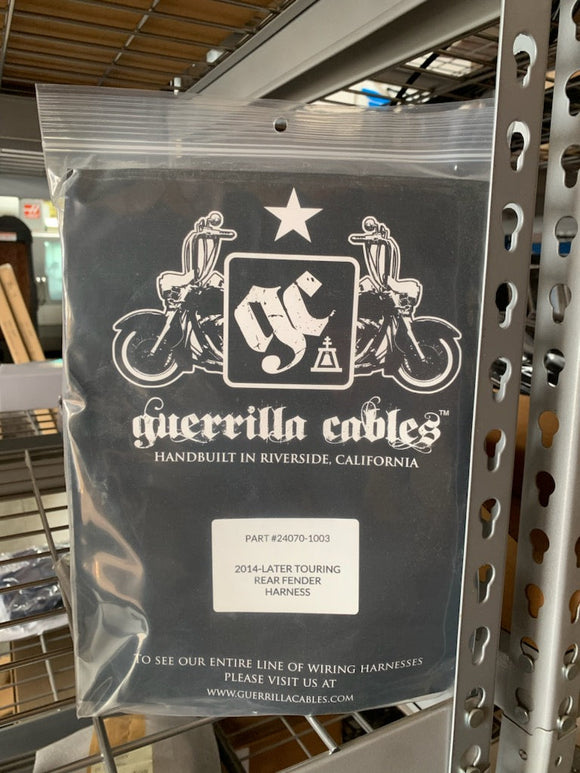 gc
guerrilla cables™
HANDBUILT IN RIVERSIDE, CALIFORNIA
PART #24070-1003
2014-LATER TOURING
REAR FENDER
HARNESS
TO SEE OUR ENTIRE LINE OF WIRING HARNESSES
PLEASE VISIT US AT
WWW.GUERRILLACABLES.COM